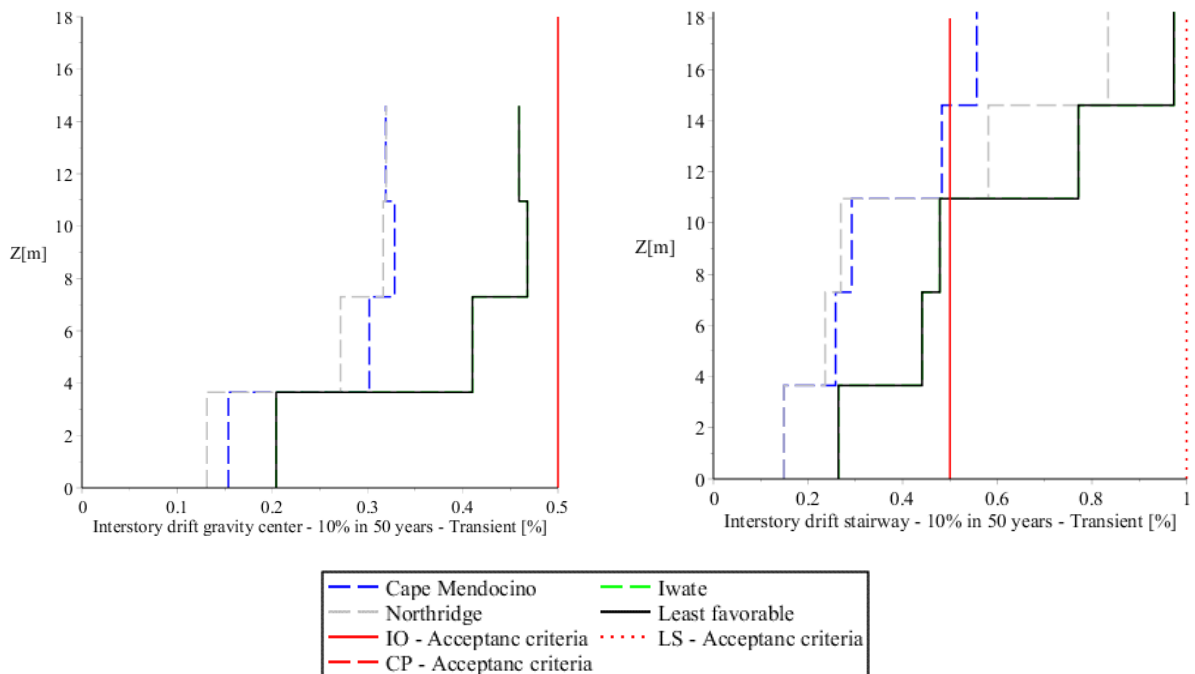 18
16
14
12
10
Z[m]
8
6
4
2
0
0
0.1
0.2
0.3
0.4
0.5
Interstory drift gravity center - 10% in 50 years - Transient [%]
18
16
14
12
10
Z[m]
8
6
4
2
0
0
0.2
0.4
0.6
0.8
1
Interstory drift stairway - 10% in 50 years - Transient [%]
Cape Mendocino
Iwate
Northridge
Least favorable
IO - Acceptanc criteria
LS - Acceptanc criteria
CP - Acceptanc criteria